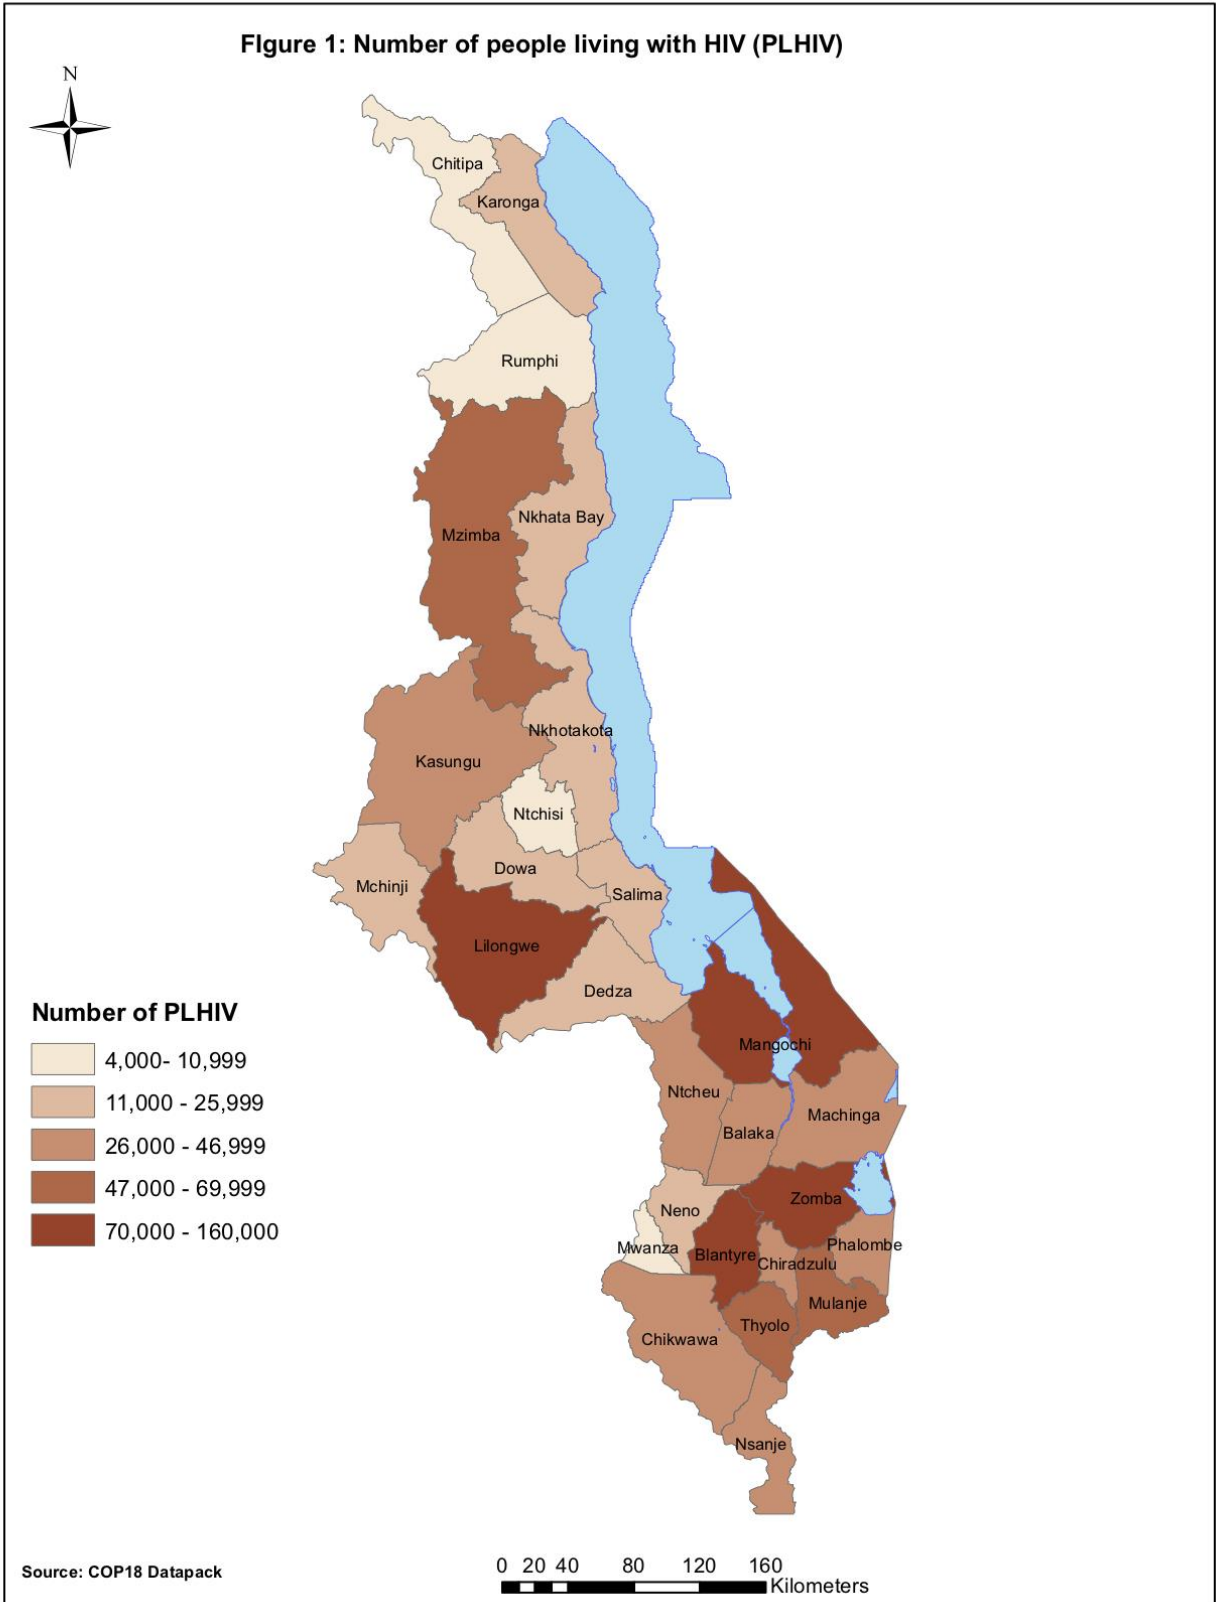 FIgure 1: Number of people living with HIV (PLHIV)
N
Chitipa
Karonga
Rumphi
Nkhata Bay
Mzimba
Nkhotakota
Kasungu
Ntchisi
Dowa
Mchinji
Salima
Lilongwe
Dedza
Mangochi
Ntcheu
Machinga
Balaka
Zomba
Neno
Phalombe
Mwanza
Blantyre
Chiradzulu
Mulanje
Thyolo
Chikwawa
Nsanje
Number of PLHIV
4,000- 10,999
11,000 - 25,999
26,000 - 46,999
47,000 - 69,999
70,000 - 160,000
Source: COP18 Datapack
0 20 40 80 120 160
Kilometers